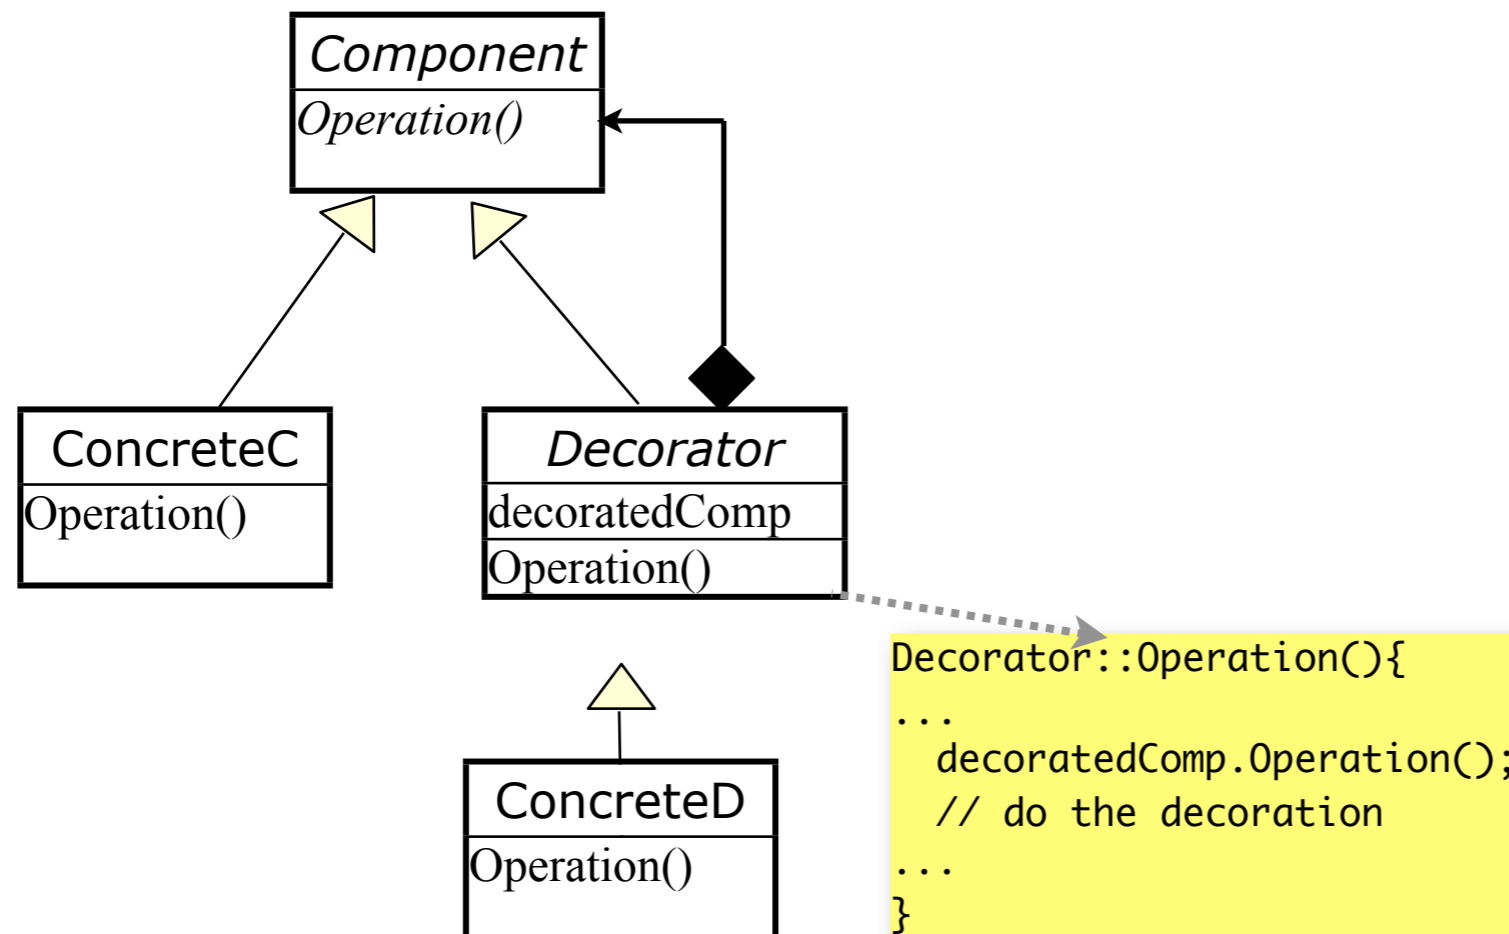 Component
Operation()
ConcreteC
Operation()
Decorator
decoratedComp
Operation()
ConcreteD
Operation()
Decorator::Operation(){
...
decoratedComp.Operation();
// do the decoration
...
}